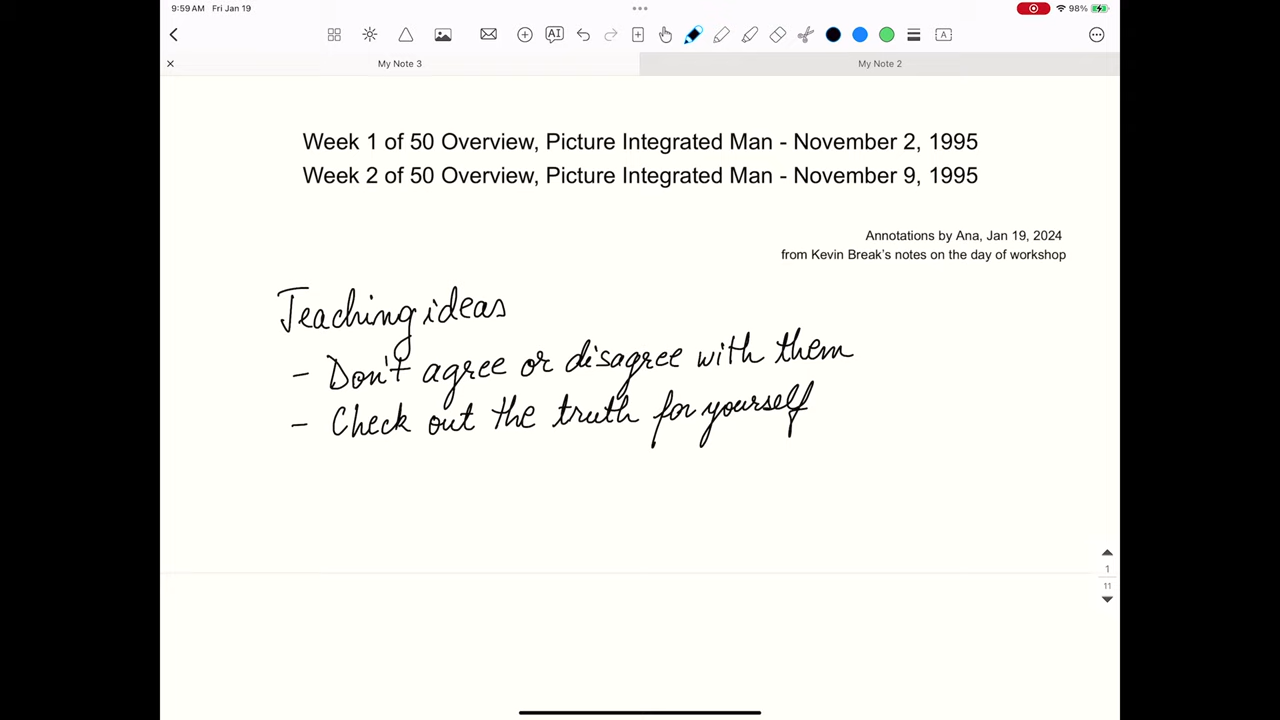 9:59 AM Fri Jan 19
98%
AI
A
My Note 3
My Note 2
Week 1 of 50 Overview, Picture Integrated Man - November 2, 1995
Week 2 of 50 Overview, Picture Integrated Man - November 9, 1995
Annotations by Ana, Jan 19, 2024
from Kevin Break's notes on the day of workshop
Teaching ideas
- Don't agree or disagree with them
- Check out the truth for yourself
1
11